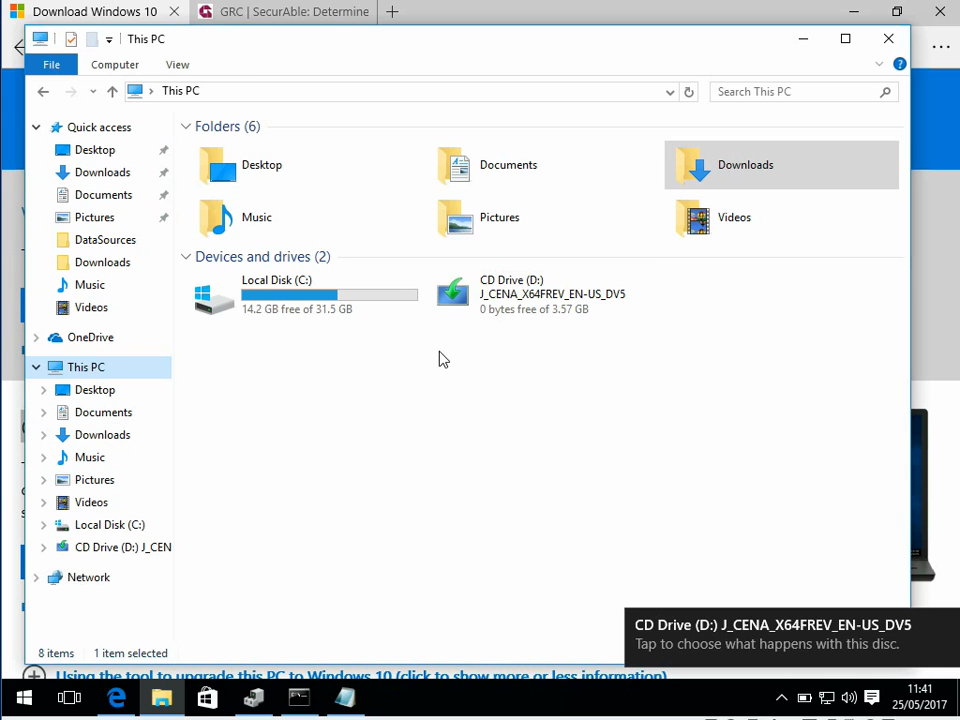 Download Windows 10
GRC | SecurAble: Determine
This PC
File
Computer
View
This PC
Search This PC
Quick access
Desktop
Downloads
Documents
Pictures
DataSources
Downloads
Music
Videos
OneDrive
This PC
Desktop
Documents
Downloads
Music
Pictures
Videos
Local Disk (C:)
CD Drive (D:) J_CEN
Network
Folders (6)
Desktop
Documents
Downloads
Music
Pictures
Videos
Devices and drives (2)
Local Disk (C:)
14.2 GB free of 31.5 GB
CD Drive (D:)
J_CENA_X64FREV_EN-US_DV5
0 bytes free of 3.57 GB
8 items
1 item selected
CD Drive (D:) J_CENA_X64FREV_EN-US_DV5
Tap to choose what happens with this disc.
Using the tool to upgrade this PC to Windows 10 (click to show more or less information)
11:41
25/05/2017